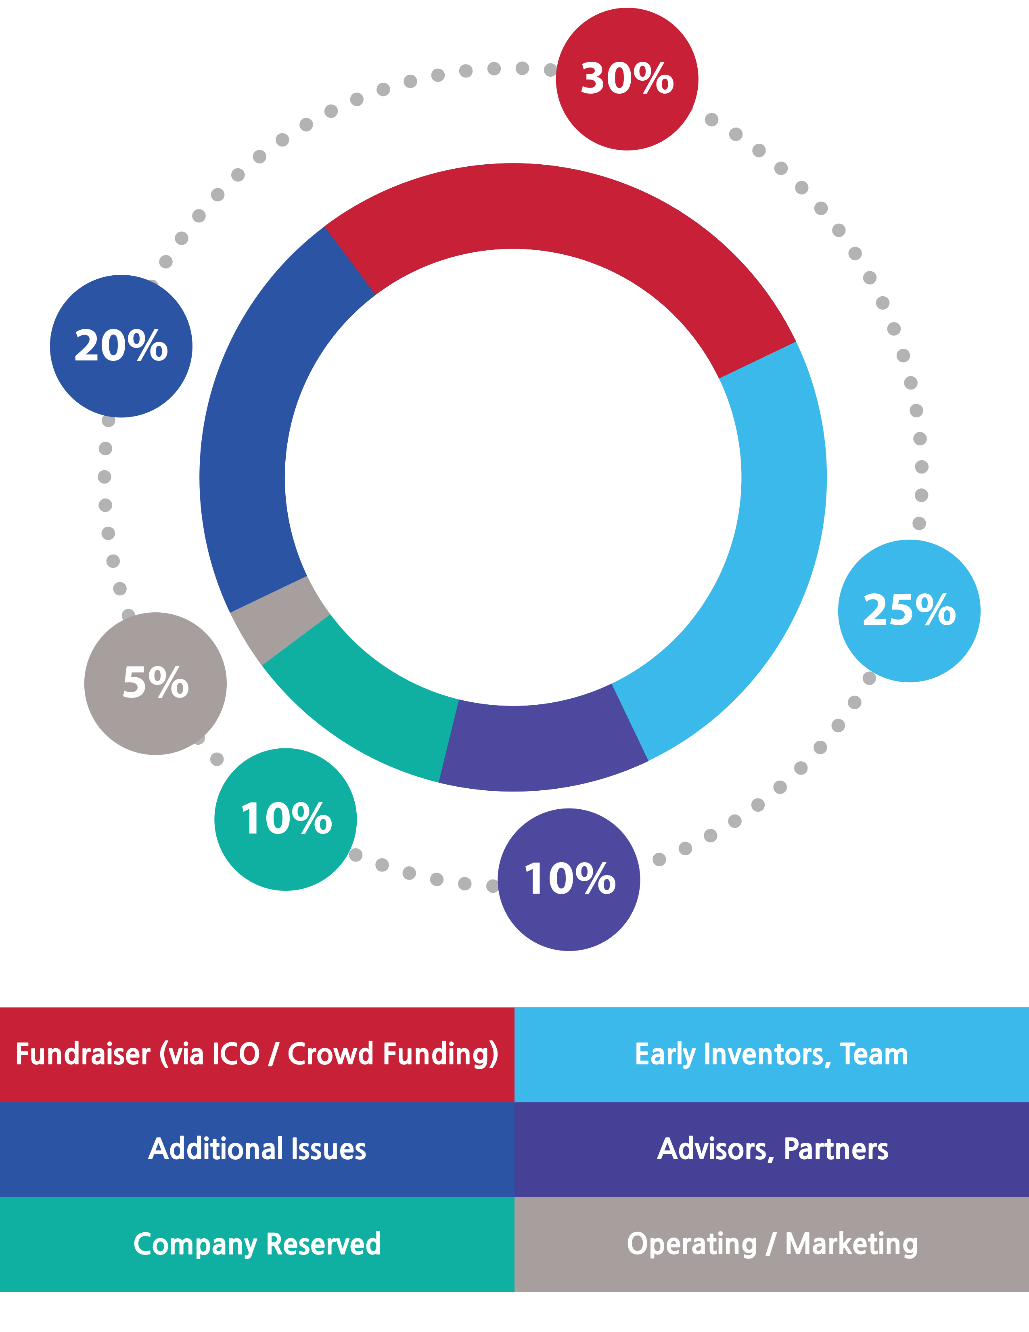 30%
20%
25%
5%
10%
10%
Fundraiser (via ICO / Crowd Funding)
Early Inventors, Team
Additional Issues
Advisors, Partners
Company Reserved
Operating / Marketing